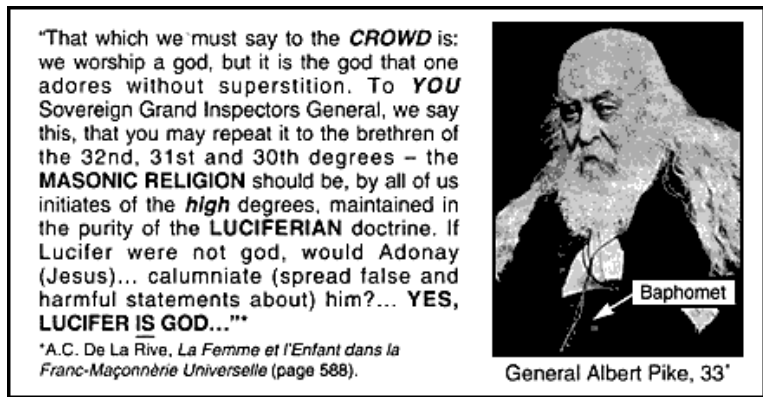 "That which we must say to the CROWD is:
we worship a god, but it is the god that one
adores without superstition. To YOU
Sovereign Grand Inspectors General, we say
this, that you may repeat it to the brethren of
the 32nd, 31st and 30th degrees – the
MASONIC RELIGION should be, by all of us
initiates of the high degrees, maintained in
the purity of the LUCIFERIAN doctrine. If
Lucifer were not god, would Adonay
(Jesus)... calumniate (spread false and
harmful statements about) him?... YES,
LUCIFER IS GOD..."*
*A.C. De La Rive, La Femme et l'Enfant dans la
Franc-Maçonnèrie Universelle (page 588).
Baphomet
General Albert Pike, 33°